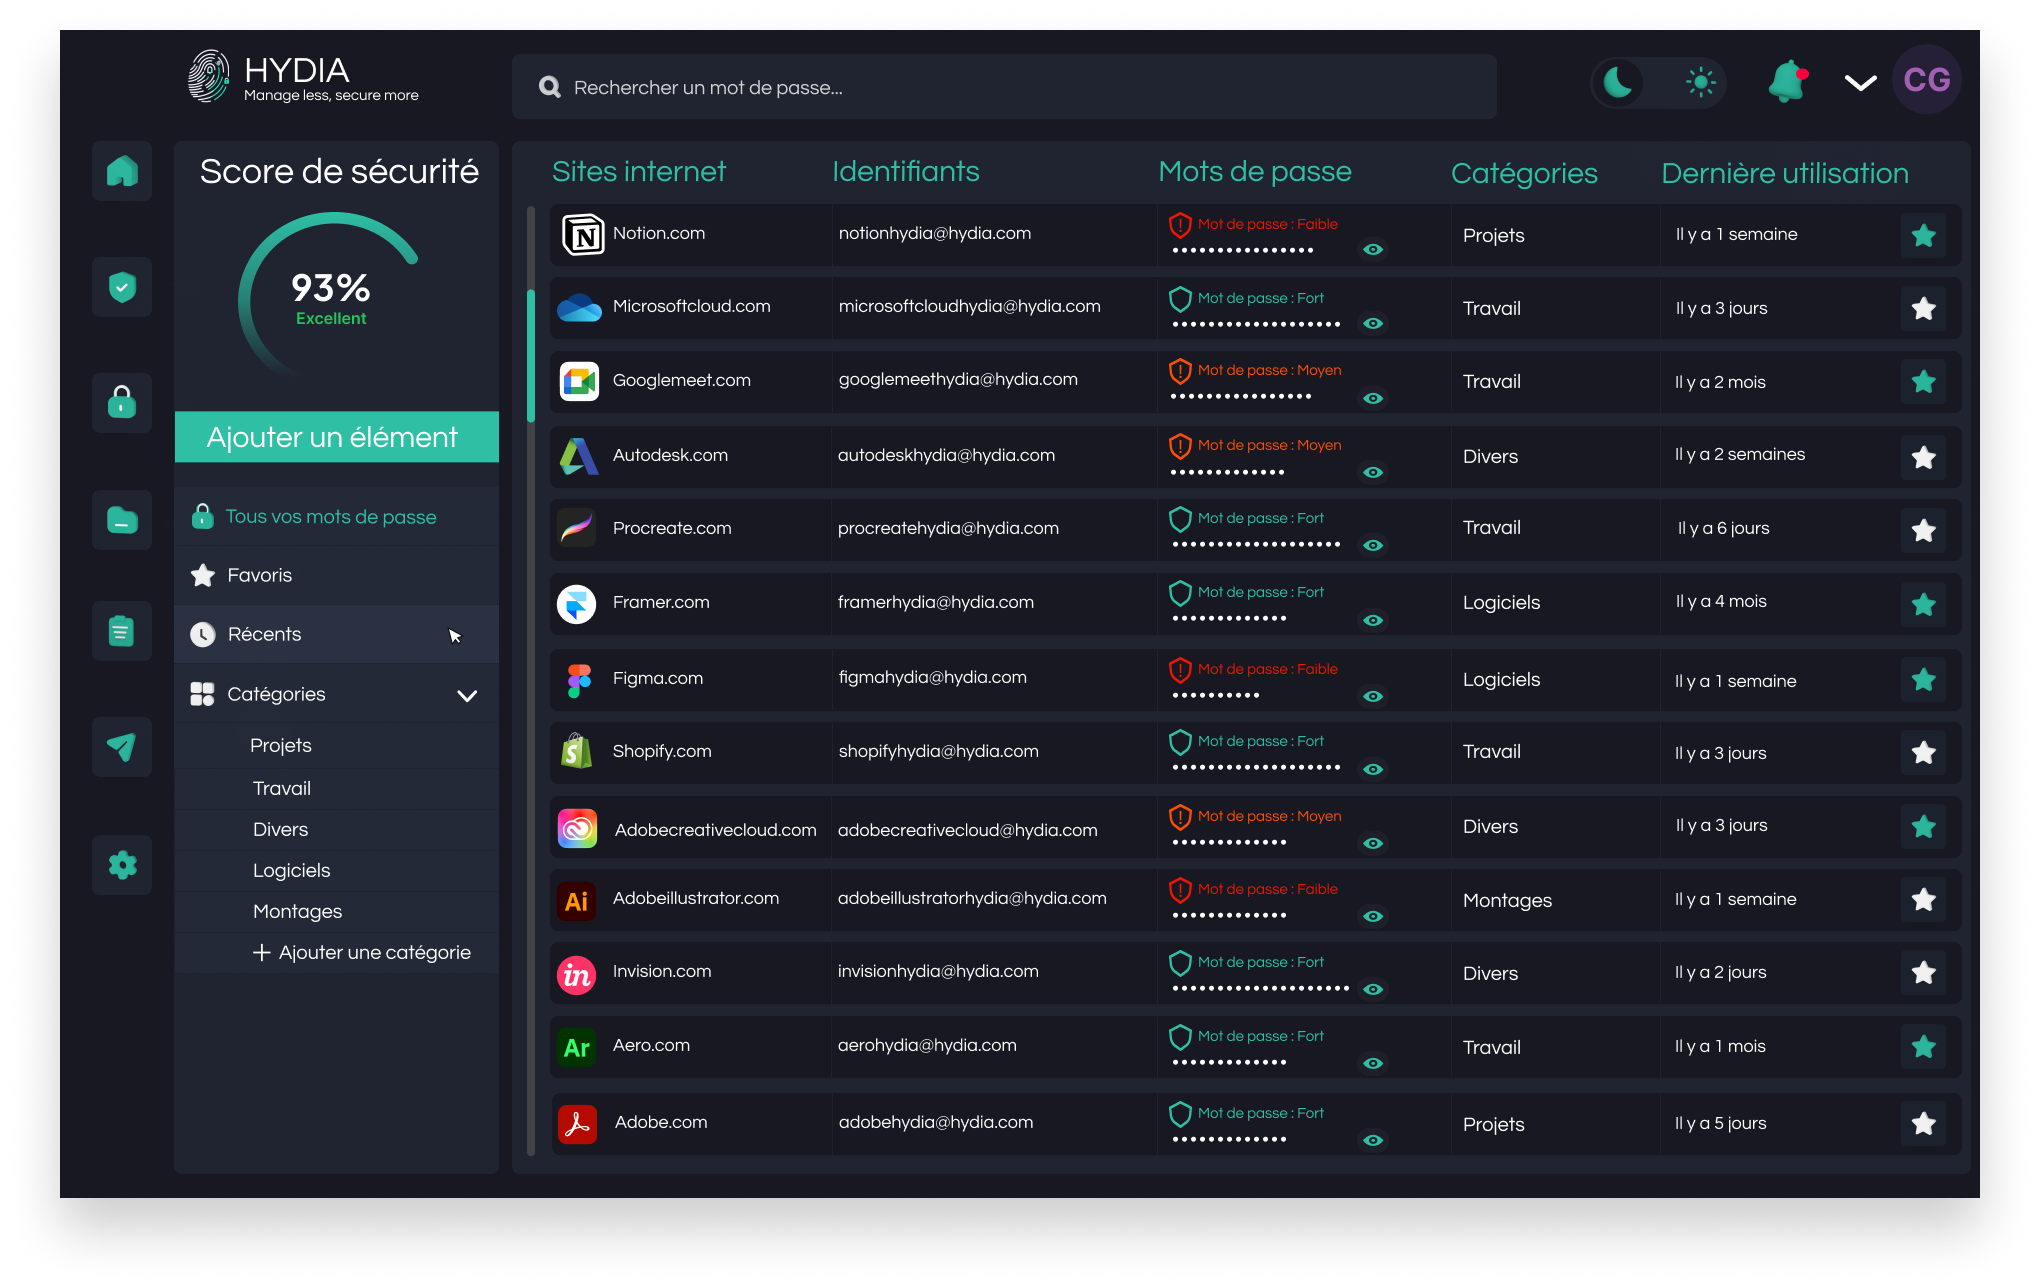 HYDIA
Manage less, secure more
Rechercher un mot de passe...
CG
Score de sécurité
93%
Excellent
Ajouter un élément
Tous vos mots de passe
Favoris
Récents
Catégories
Projets
Travail
Divers
Logiciels
Montages
+ Ajouter une catégorie
Sites internet Identifiants Mots de passe Catégories Dernière utilisation
N Notion.com notionhydia@hydia.com Mot de passe : Faible Projets Il y a 1 semaine
Microsoftcloud.com microsoftcloudhydia@hydia.com Mot de passe : Fort Travail Il y a 3 jours
Googlemeet.com googlemeethydia@hydia.com Mot de passe : Moyen Travail Il y a 2 mois
Autodesk.com autodeskhydia@hydia.com Mot de passe : Moyen Divers Il y a 2 semaines
Procreate.com procreatehydia@hydia.com Mot de passe : Fort Travail Il y a 6 jours
Framer.com framerhydia@hydia.com Mot de passe : Fort Logiciels Il y a 4 mois
Figma.com figmahydia@hydia.com Mot de passe : Faible Logiciels Il y a 1 semaine
S Shopify.com shopifyhydia@hydia.com Mot de passe : Fort Travail Il y a 3 jours
Adobecreativecloud.com adobecreativecloud@hydia.com Mot de passe : Moyen Divers Il y a 3 jours
Ai Adobeillustrator.com adobeillustratorhydia@hydia.com Mot de passe : Faible Montages Il y a 1 semaine
in Invision.com invisionhydia@hydia.com Mot de passe : Fort Divers Il y a 2 jours
Ar Aero.com aerohydia@hydia.com Mot de passe : Fort Travail Il y a 1 mois
Adobe.com adobehydia@hydia.com Mot de passe : Fort Projets Il y a 5 jours